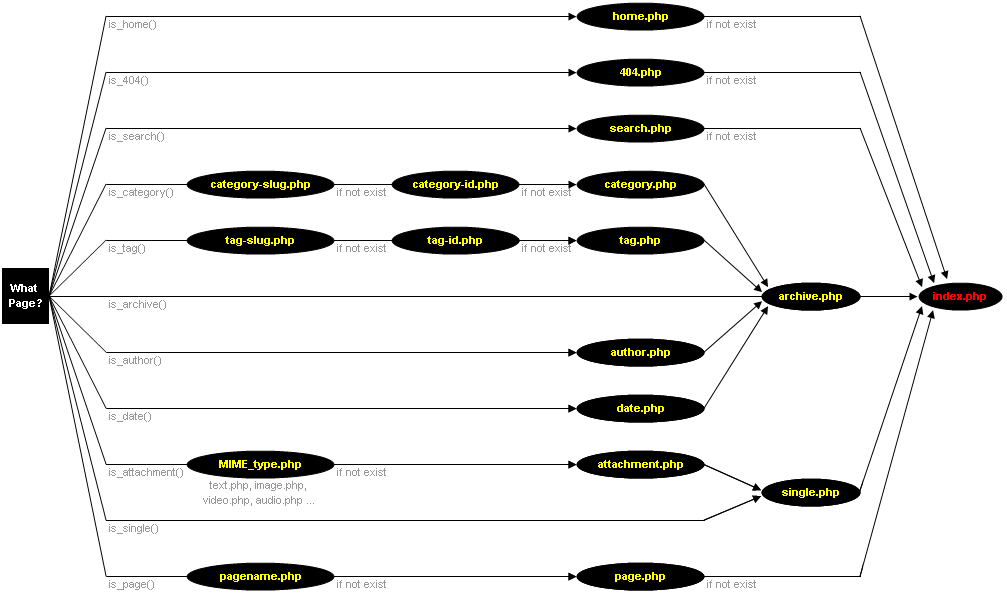 home.php
is_home()
if not exist
404.php
is_404()
if not exist
search.php
is_search()
if not exist
category-slug.php
category-id.php
category.php
is_category()
if not exist
if not exist
tag-slug.php
tag-id.php
tag.php
is_tag()
if not exist
if not exist
What
Page?
archive.php
index.php
is_archive()
author.php
is_author()
date.php
is_date()
MIME_type.php
attachment.php
is_attachment()
if not exist
text.php, image.php,
video.php, audio.php ...
single.php
is_single()
pagename.php
page.php
is_page()
if not exist
if not exist